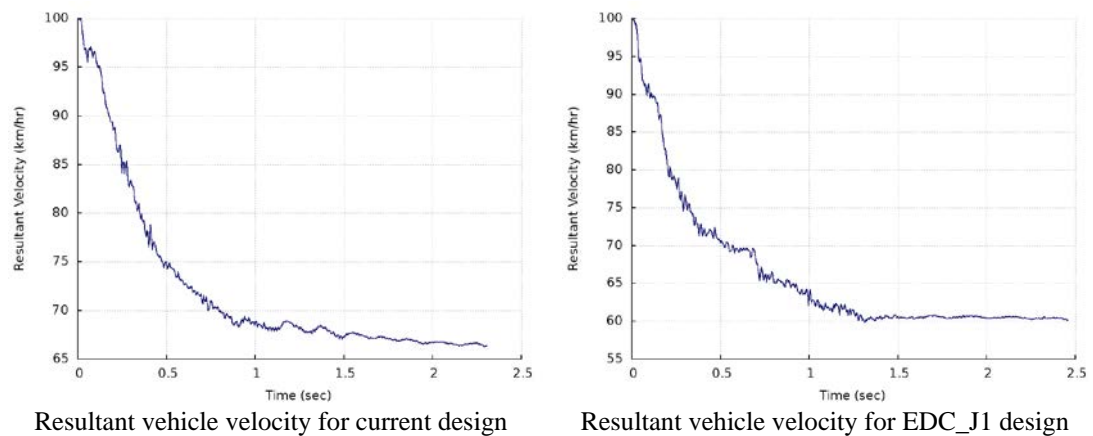 100
95
90
85
80
75
70
65
Resultant Velocity (km/hr)
0 0.5 1 1.5 2 2.5
Time (sec)
Resultant vehicle velocity for current design
100
95
90
85
80
75
70
65
60
55
Resultant Velocity (km/hr)
0 0.5 1 1.5 2 2.5
Time (sec)
Resultant vehicle velocity for EDC_J1 design